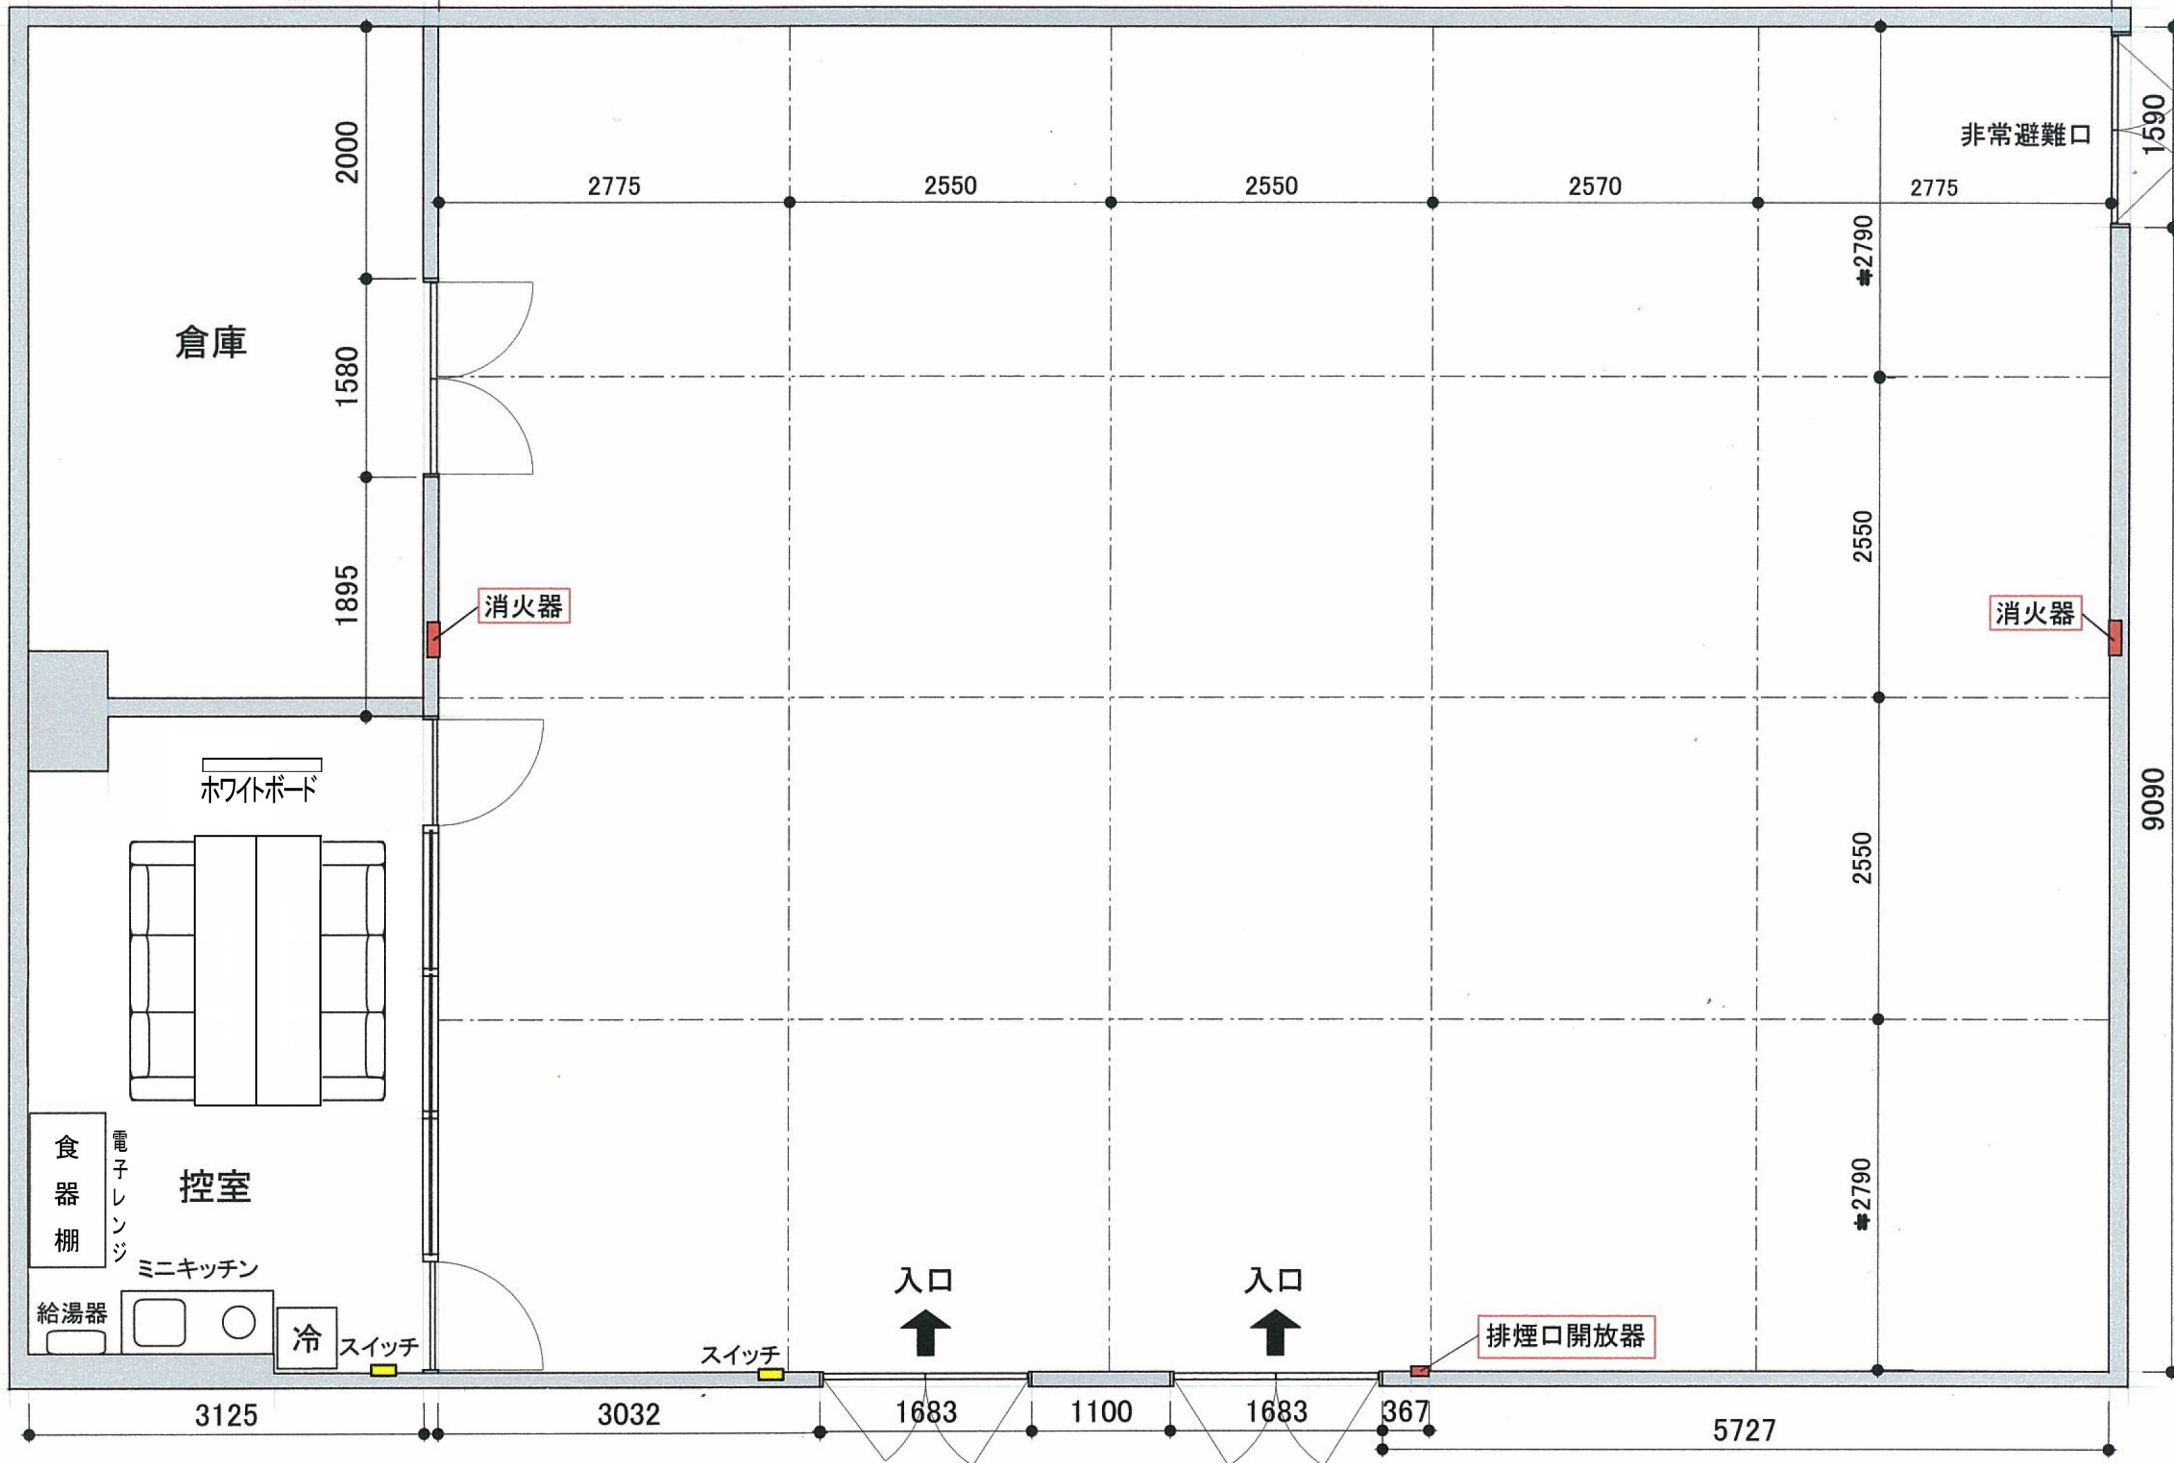 2000
1580
1895
倉庫
2775
2550
2550
2570
2775
非常避難口
1590
#2790
2550
2550
#2790
9090
消火器
消火器
ホワイトボード
食器棚
電子レンジ
控室
ミニキッチン
給湯器
冷
スイッチ
スイッチ
入口
入口
排煙口開放器
3125
3032
1683
1100
1683
367
5727